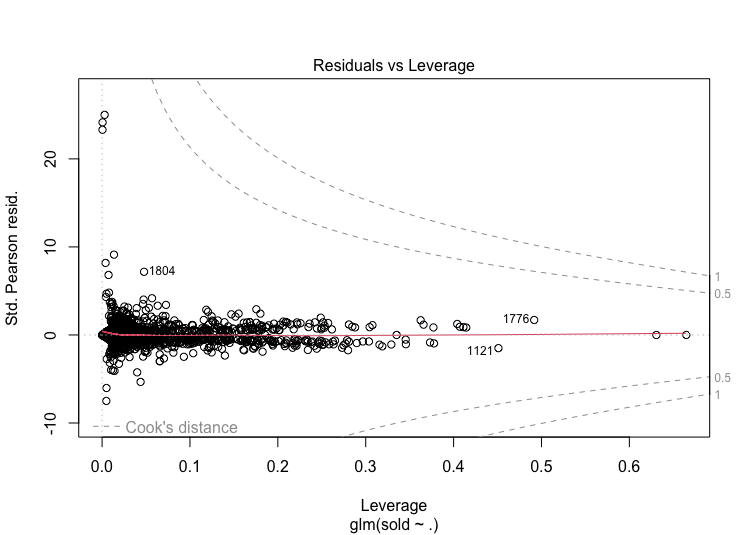 Residuals vs Leverage
Std. Pearson resid.
20
10
0
-10
1804
1776
1121
1
0.5
0.5
1
Cook's distance
0.0 0.1 0.2 0.3 0.4 0.5 0.6
Leverage
glm(sold ~ .)